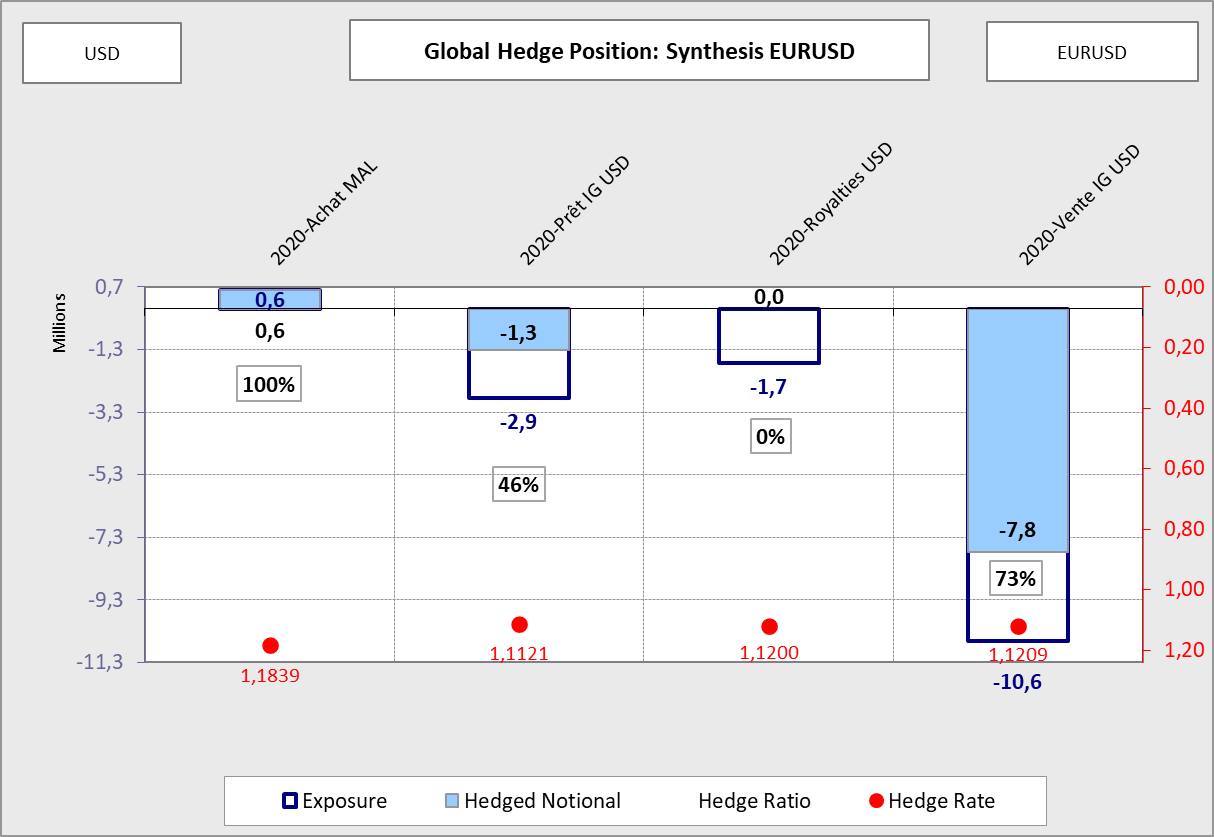 USD
Global Hedge Position: Synthesis EURUSD
EURUSD
2020-Achat MAL
2020-Prêt IG USD
2020-Royalties USD
2020-Vente IG USD
Millions
0,7
-1,3
-3,3
-5,3
-7,3
-9,3
-11,3
0,6
0,6
100%
1,1839
-1,3
-2,9
46%
1,1121
0,0
-1,7
0%
1,1200
-7,8
73%
1,1209
-10,6
0,00
0,20
0,40
0,60
0,80
1,00
1,20
Exposure
Hedged Notional
Hedge Ratio
Hedge Rate